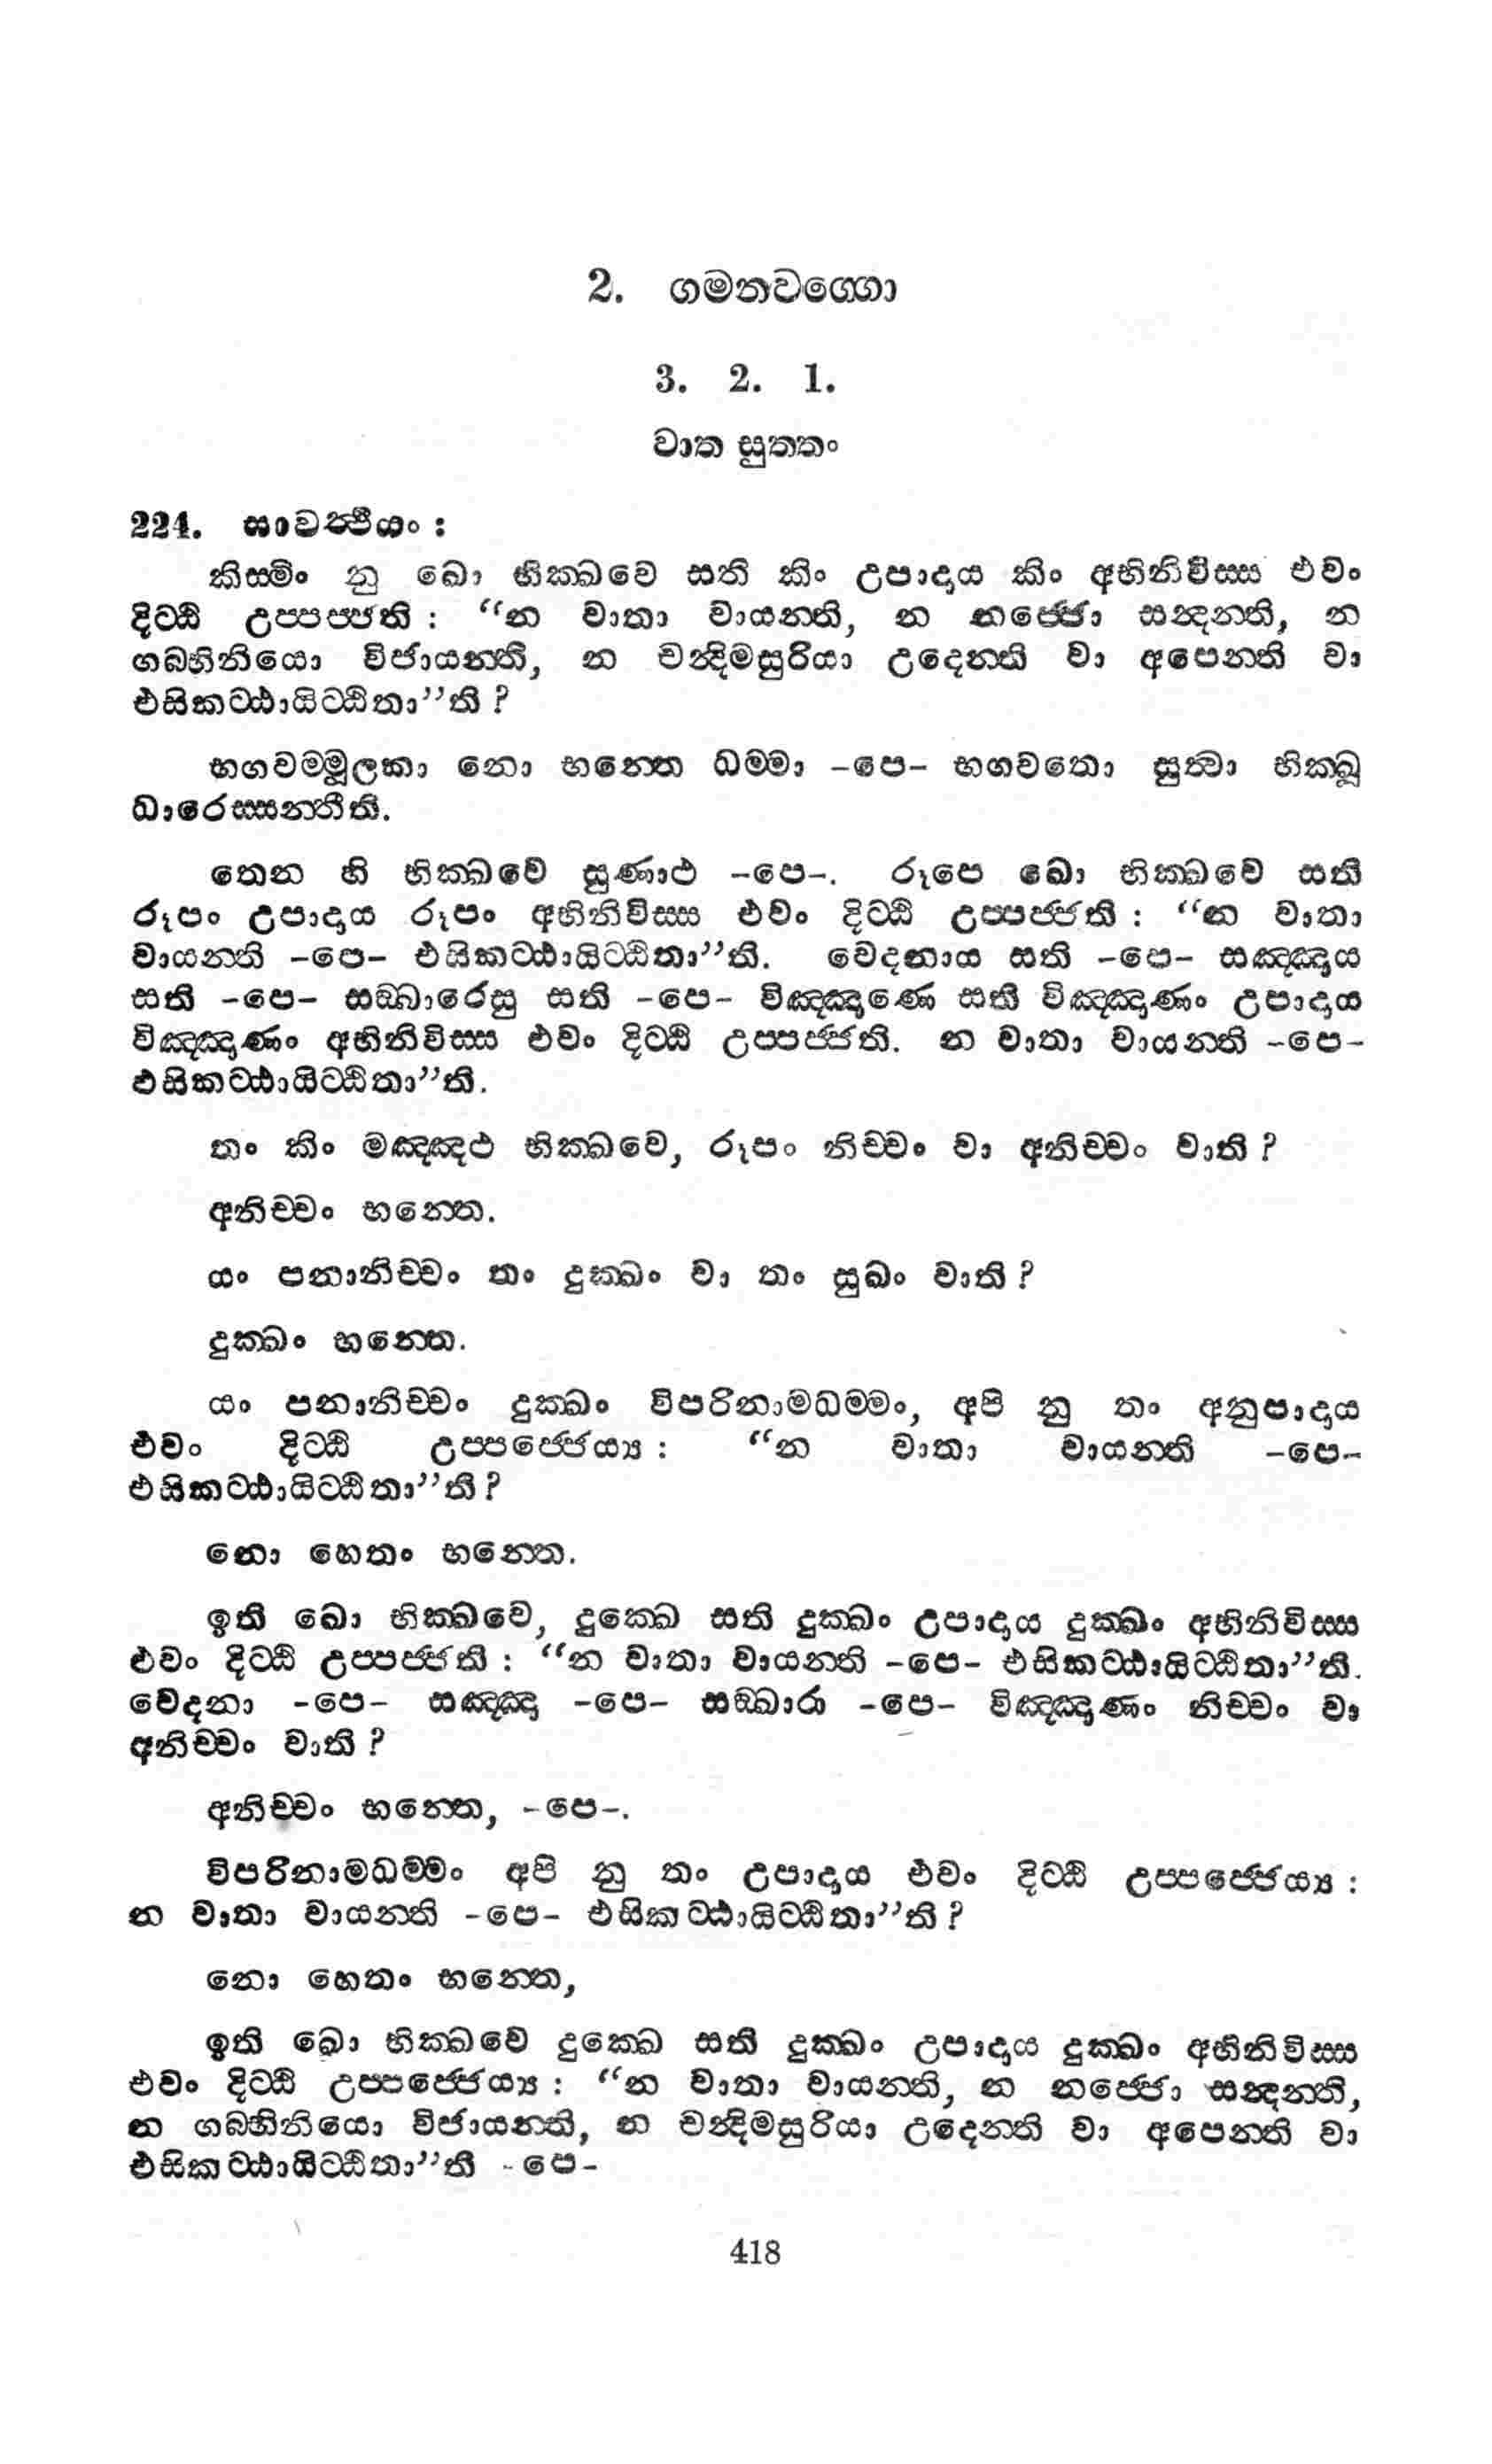 2. ගමනවග්ගො
3. 2. 1.
වාත සුත්තං
224. සාවත්ථියං :
කිස්මිං නු ඛො භික්ඛවෙ සති කිං උපාදාය කිං අභිනිවිස්ස එවං
දිට්ඨි උප්පජ්ජති : “න වාතා වායන්ති, න නජ්ජො සන්දන්ති, න
ගබ්භිනියො විජායන්ති, න චන්දිමසුරියා උදෙන්ති වා අපෙන්ති වා
එසිකට්ඨායිට්ඨිතා”ති ?
භගවම්මූලකා නො භන්තෙ ධම්මා -පෙ- භගවතො සුත්වා භික්ඛූ
ධාරෙස්සන්තීති.
තෙන හි භික්ඛවෙ සුණාථ -පෙ-. රූපෙ ඛො භික්ඛවෙ සති
රූපං උපාදාය රූපං අභිනිවිස්ස එවං දිට්ඨි උප්පජ්ජති : “න වාතා
වායන්ති -පෙ- එසිකට්ඨායිට්ඨිතා”ති. වෙදනාය සති -පෙ- සඤ්ඤාය
සති -පෙ- සඞ්ඛාරෙසු සති -පෙ- විඤ්ඤාණෙ සති විඤ්ඤාණං උපාදාය
විඤ්ඤාණං අභිනිවිස්ස එවං දිට්ඨි උප්පජ්ජති. න වාතා වායන්ති -පෙ-
එසිකට්ඨායිට්ඨිතා”ති.
තං කිං මඤ්ඤථ භික්ඛවෙ, රූපං නිච්චං වා අනිච්චං වාති ?
අනිච්චං භන්තෙ.
යං පනානිච්චං තං දුක්ඛං වා තං සුඛං වාති ?
දුක්ඛං භන්තෙ.
යං පනානිච්චං දුක්ඛං විපරිනාමධම්මං, අපි නු තං අනුපාදාය
එවං දිට්ඨි උප්පජ්ජෙය්‍ය : “න වාතා වායන්ති -පෙ-
එසිකට්ඨායිට්ඨිතා”ති ?
නො හෙතං භන්තෙ.
ඉති ඛො භික්ඛවෙ, දුක්ඛෙ සති දුක්ඛං උපාදාය දුක්ඛං අභිනිවිස්ස
එවං දිට්ඨි උප්පජ්ජති : “න වාතා වායන්ති -පෙ- එසිකට්ඨායිට්ඨිතා”ති.
වෙදනා -පෙ- සඤ්ඤා -පෙ- සඞ්ඛාරා -පෙ- විඤ්ඤාණං නිච්චං වා
අනිච්චං වාති ?
අනිච්චං භන්තෙ, -පෙ-.
විපරිනාමධම්මං අපි නු තං උපාදාය එවං දිට්ඨි උප්පජ්ජෙය්‍ය :
න වාතා වායන්ති -පෙ- එසිකට්ඨායිට්ඨිතා”ති ?
නො හෙතං භන්තෙ,
ඉති ඛො භික්ඛවෙ දුක්ඛෙ සති දුක්ඛං උපාදාය දුක්ඛං අභිනිවිස්ස
එවං දිට්ඨි උප්පජ්ජෙය්‍ය : “න වාතා වායන්ති, න නජ්ජො සන්දන්ති,
න ගබ්භිනියො විජායන්ති, න චන්දිමසුරියා උදෙන්ති වා අපෙන්ති වා
එසිකට්ඨායිට්ඨිතා”ති -පෙ-
418